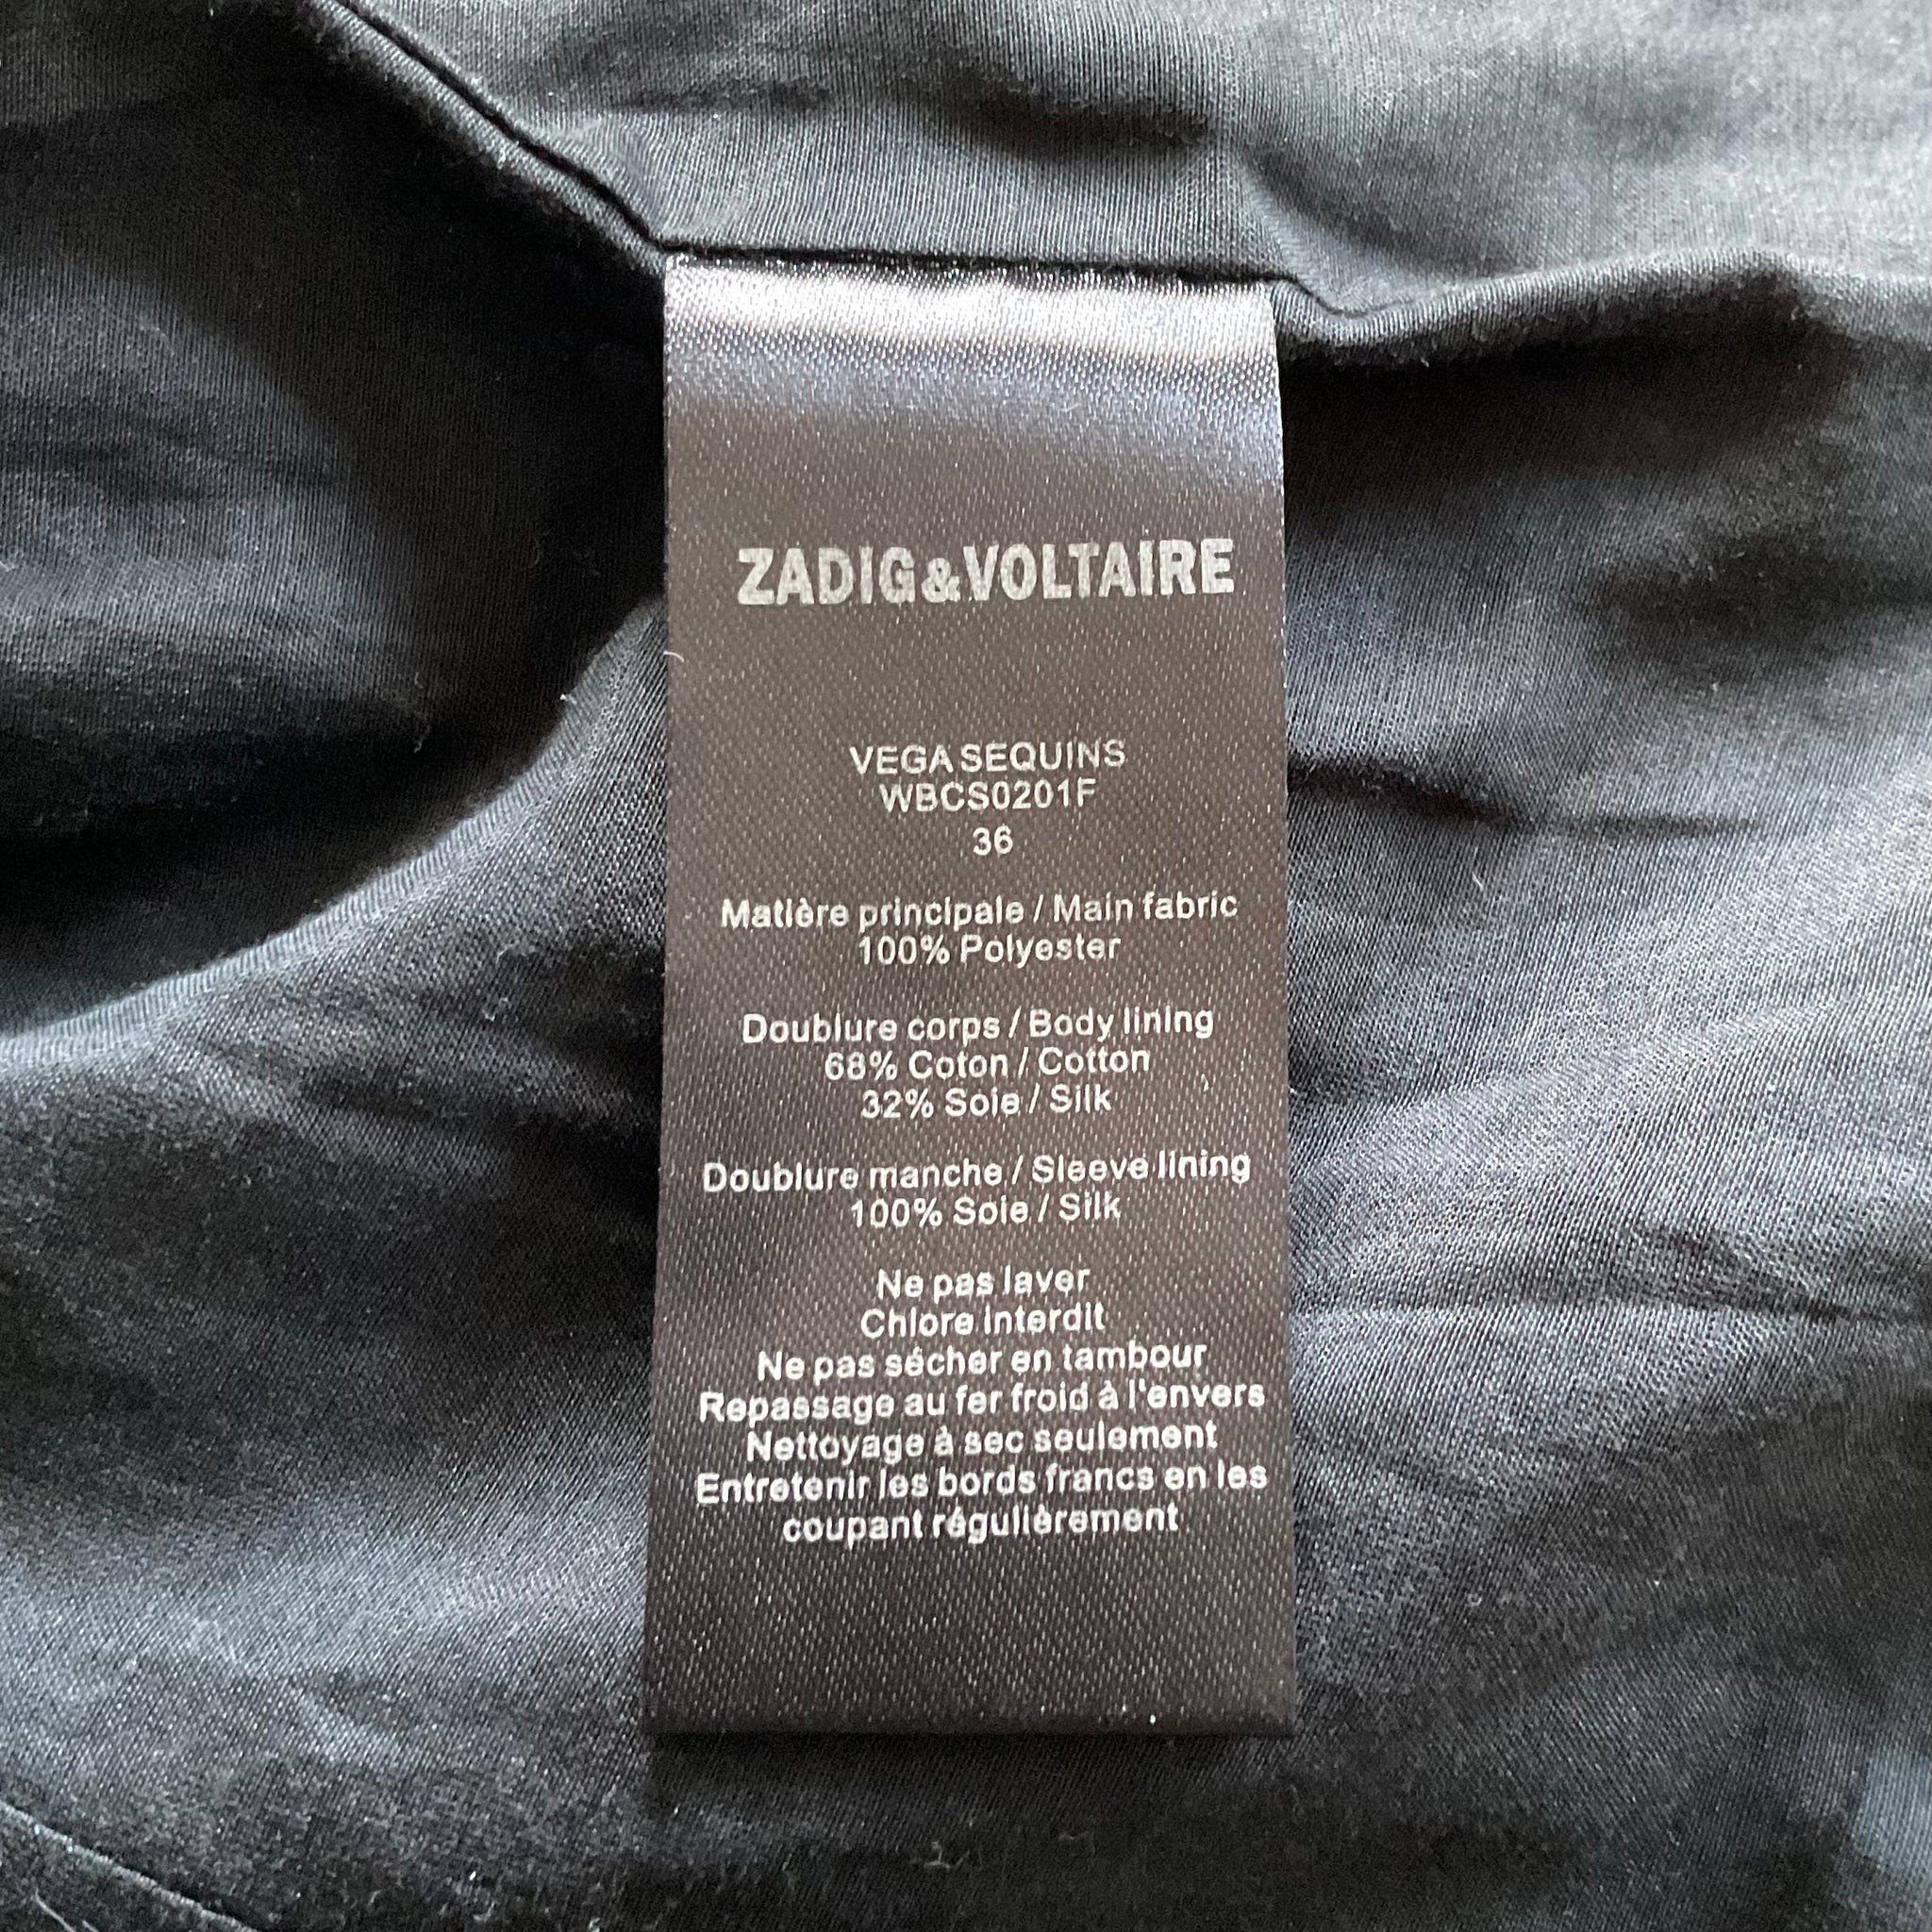 ZADIG&VOLTAIRE
VEGA SEQUINS
WBCS0201F
36
Matière principale / Main fabric
100% Polyester
Doublure corps / Body lining
68% Coton / Cotton
32% Soie / Silk
Doublure manche / Sleeve lining
100% Soie / Silk
Ne pas laver
Chlore interdit
Ne pas sécher en tambour
Repassage au fer froid à l'envers
Nettoyage à sec seulement
Entretenir les bords francs en les
coupant régulièrement